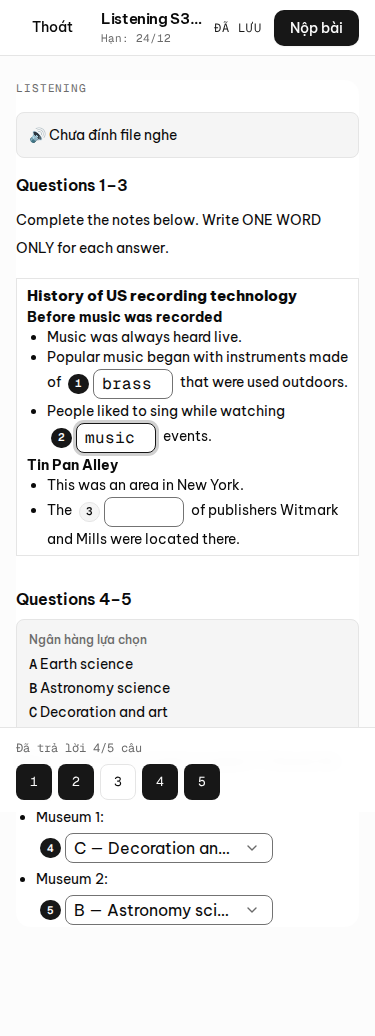 Thoát
Listening S3...
Hạn: 24/12
ĐÃ LƯU
Nộp bài
LISTENING
🔊 Chưa đính file nghe
Questions 1–3
Complete the notes below. Write ONE WORD
ONLY for each answer.
History of US recording technology
Before music was recorded
• Music was always heard live.
• Popular music began with instruments made
of 1 brass that were used outdoors.
• People liked to sing while watching
2 music events.
Tin Pan Alley
• This was an area in New York.
• The 3 of publishers Witmark
and Mills were located there.
Questions 4–5
Ngân hàng lựa chọn
A Earth science
B Astronomy science
C Decoration and art
Đã trả lời 4/5 câu
1 2 3 4 5
• Museum 1:
4 C — Decoration an...
• Museum 2:
5 B — Astronomy sci...